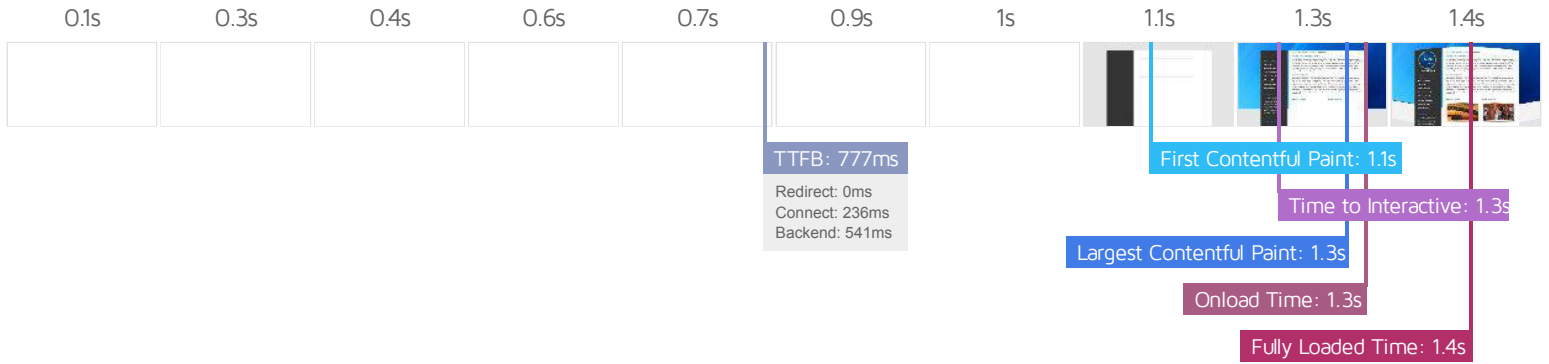 0.1s 0.3s 0.4s 0.6s 0.7s 0.9s 1s 1.1s 1.3s 1.4s
TTFB: 777ms
Redirect: 0ms
Connect: 236ms
Backend: 541ms
First Contentful Paint: 1.1s
Time to Interactive: 1.3s
Largest Contentful Paint: 1.3s
Onload Time: 1.3s
Fully Loaded Time: 1.4s